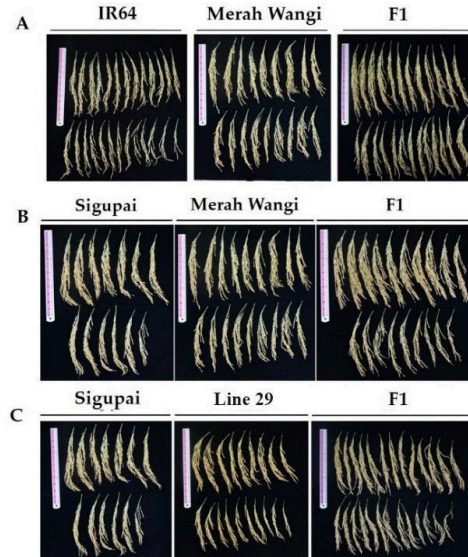 A
IR64 Merah Wangi F1
B
Sigupai Merah Wangi F1
C
Sigupai Line 29 F1